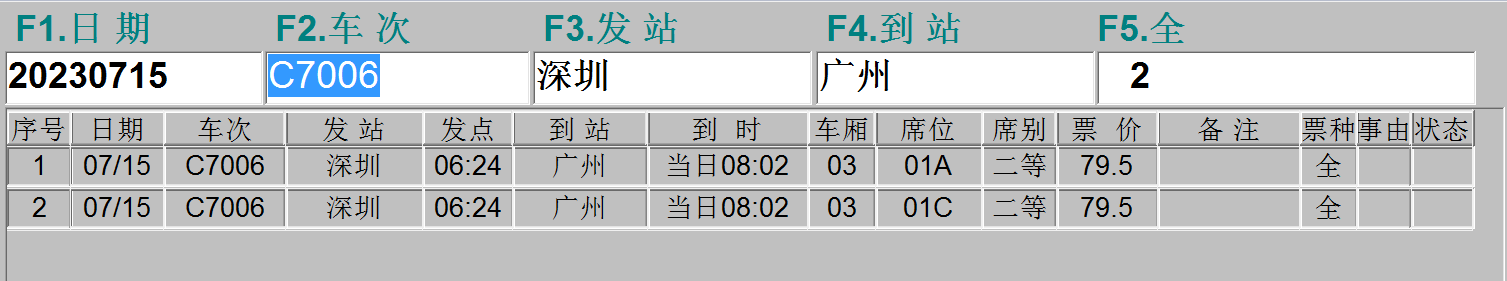 F1.日 期 F2.车 次 F3.发 站 F4.到 站 F5.全
20230715 C7006 深圳 广州 2
序号 日期 车次 发 站 发点 到 站 到 时 车厢 席位 席别 票 价 备 注 票种 事由 状态
1 07/15 C7006 深圳 06:24 广州 当日08:02 03 01A 二等 79.5 全
2 07/15 C7006 深圳 06:24 广州 当日08:02 03 01C 二等 79.5 全